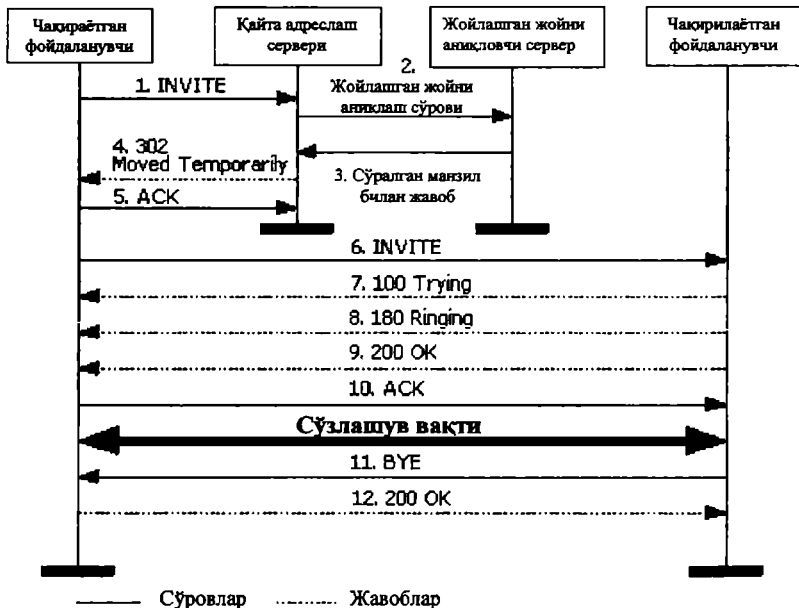 Чақираётган
фойдаланувчи
Қайта адреслаш
сервери
Жойлашган жойни
аниқловчи сервер
Чақирилаётган
фойдаланувчи
1. INVITE
2.
Жойлашган жойни
аниклаш сўрови
4. 302
Moved Temporarily
3. Сўралган манзил
билан жавоб
5. ACK
6. INVITE
7. 100 Trying
8. 180 Ringing
9. 200 OK
10. ACK
Сўзлашув вақти
11. BYE
12. 200 OK
Сўровлар
Жавоблар